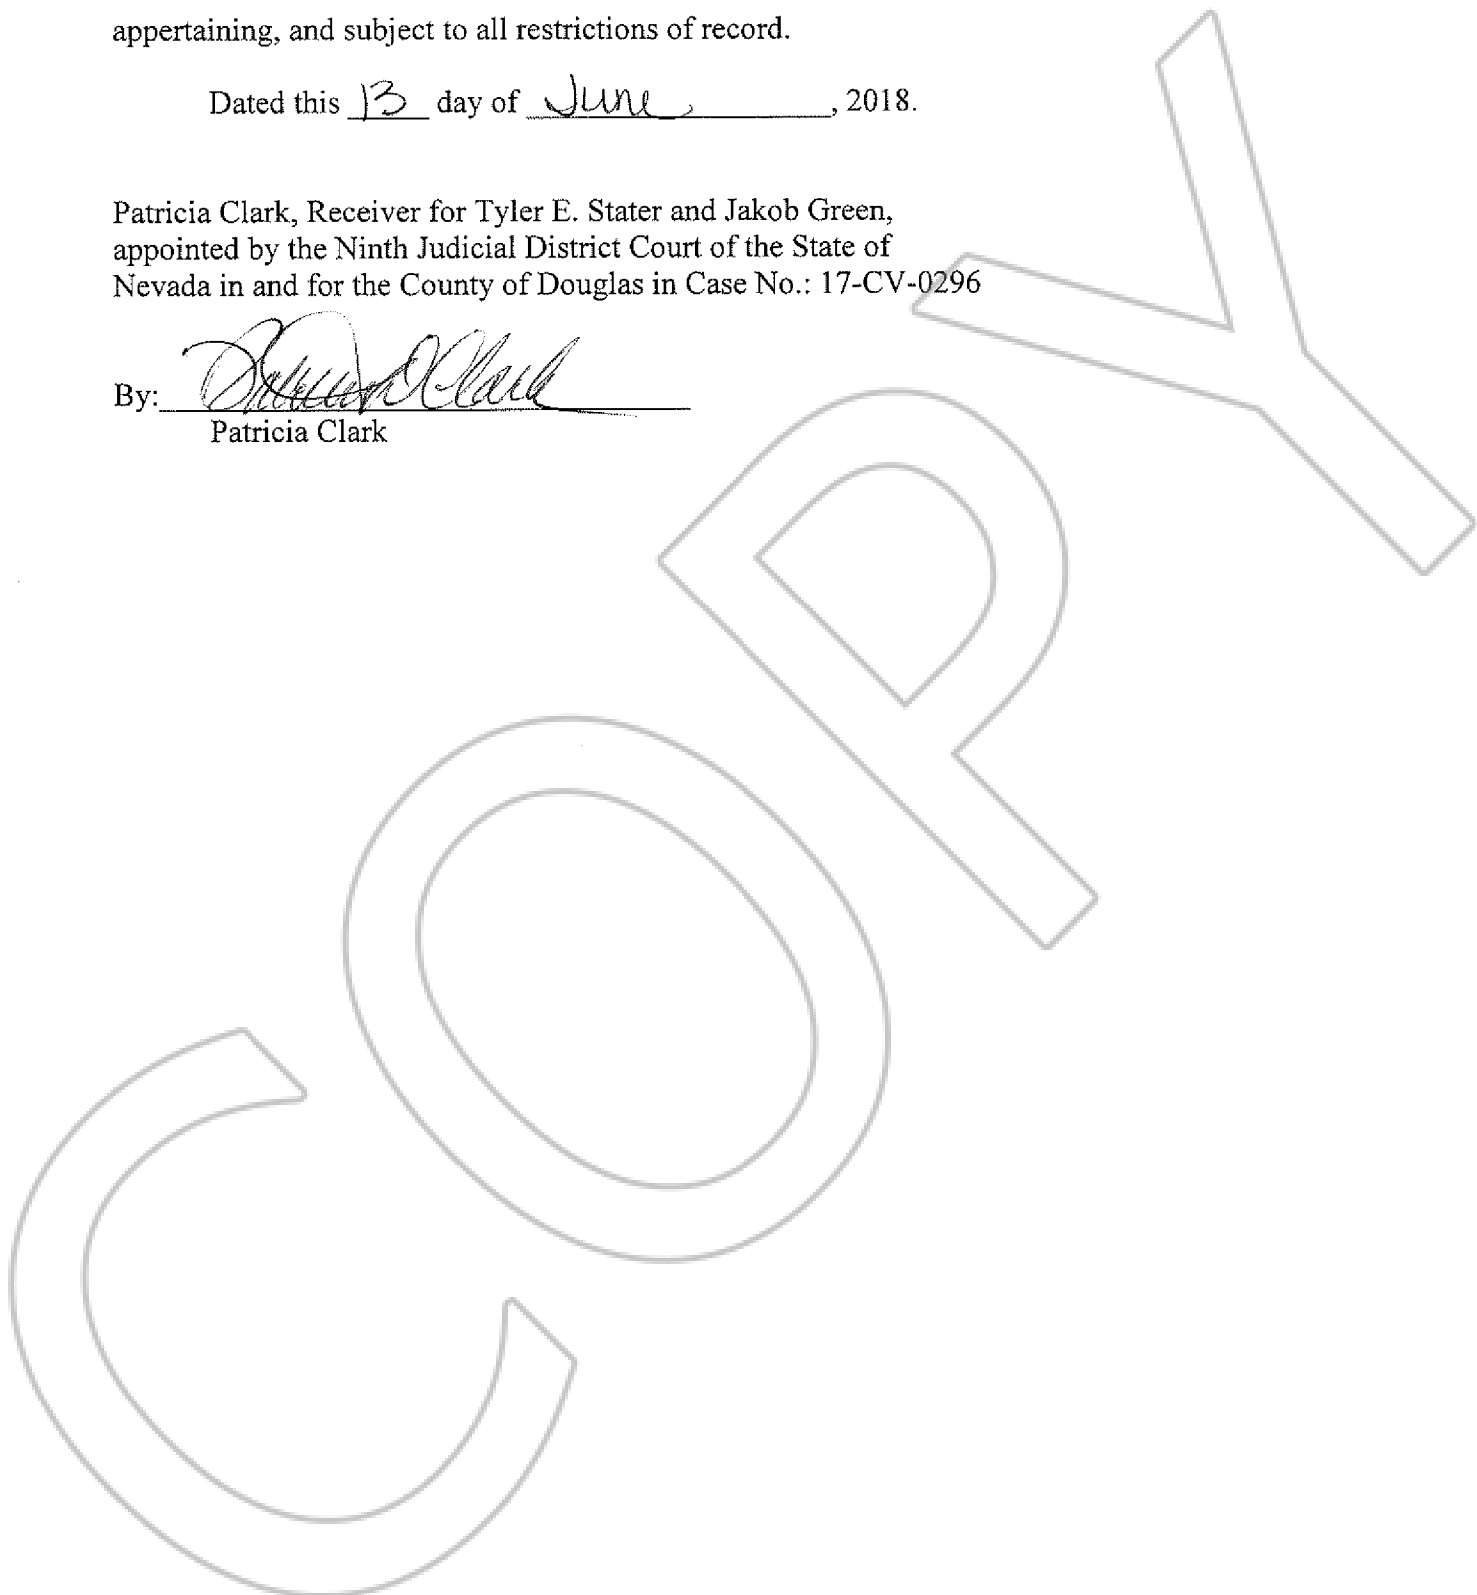 appertaining, and subject to all restrictions of record.
Dated this 13 day of June, 2018.
Patricia Clark, Receiver for Tyler E. Stater and Jakob Green,
appointed by the Ninth Judicial District Court of the State of
Nevada in and for the County of Douglas in Case No.: 17-CV-0296
By: Patricia D Clark
Patricia Clark
COPY